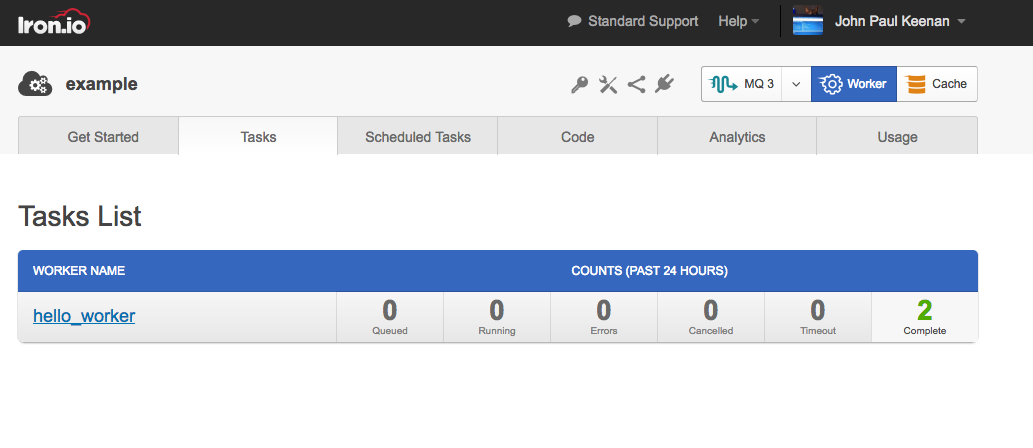 Iron.io Standard Support Help John Paul Keenan
example MQ 3 Worker Cache
Get Started Tasks Scheduled Tasks Code Analytics Usage
Tasks List
WORKER NAME COUNTS (PAST 24 HOURS)
hello_worker 0 0 0 0 0 2
Queued Running Errors Cancelled Timeout Complete